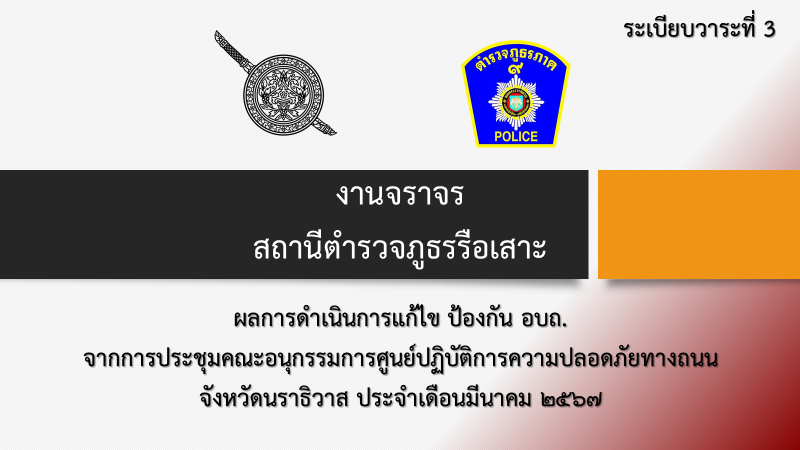 ระเบียบวาระที่ 3
ตำรวจภูธรภาค
๙
POLICE
งานจราจร
สถานีตำรวจภูธรรือเสาะ
ผลการดำเนินการแก้ไข ป้องกัน อบถ.
จากการประชุมคณะอนุกรรมการศูนย์ปฏิบัติการความปลอดภัยทางถนน
จังหวัดนราธิวาส ประจำเดือนมีนาคม ๒๕๖๗